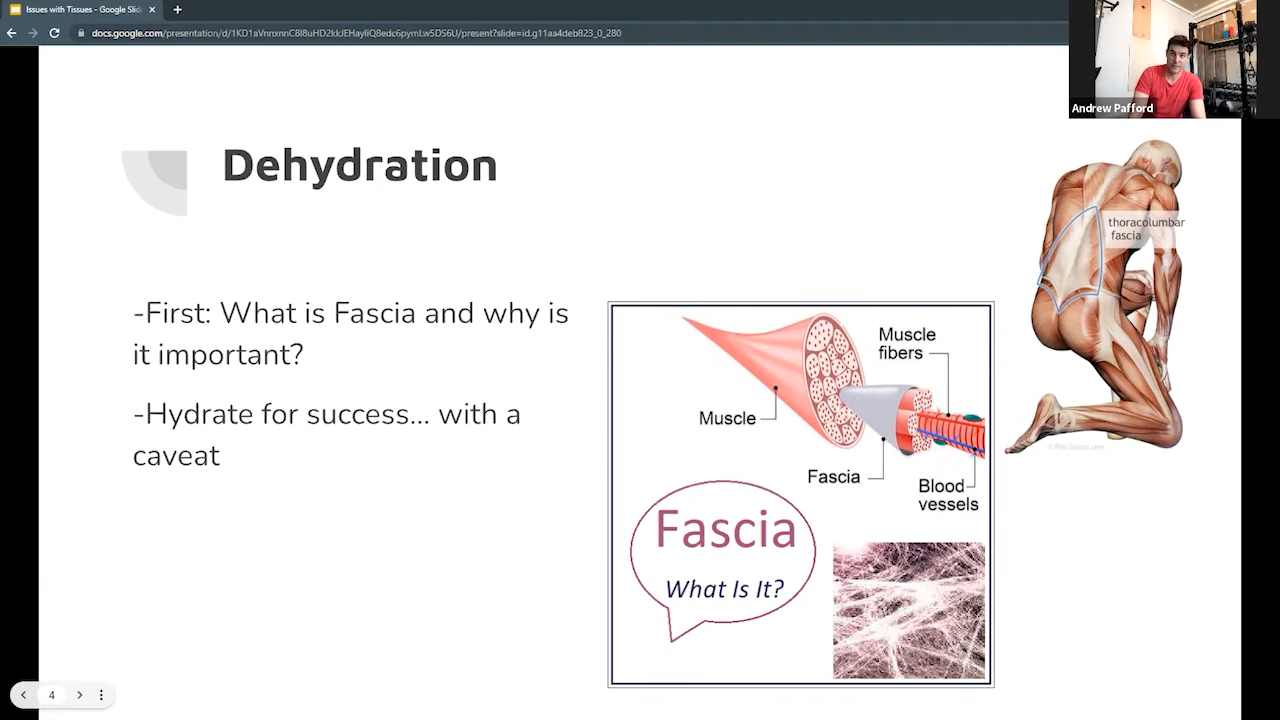 Issues with Tissues - Google Slid
docs.google.com/presentation/d/1KD1aVnnxnnC8l8uHD2kkJEHayliQ8edc6pymLw5DS6U/present?slide=id.g11aa4deb823_0_280
Andrew Pafford
Dehydration
thoracolumbar
fascia
-First: What is Fascia and why is
it important?
-Hydrate for success... with a
caveat
Muscle
fibers
Muscle
Fascia
Blood
vessels
Fascia
What Is It?
4